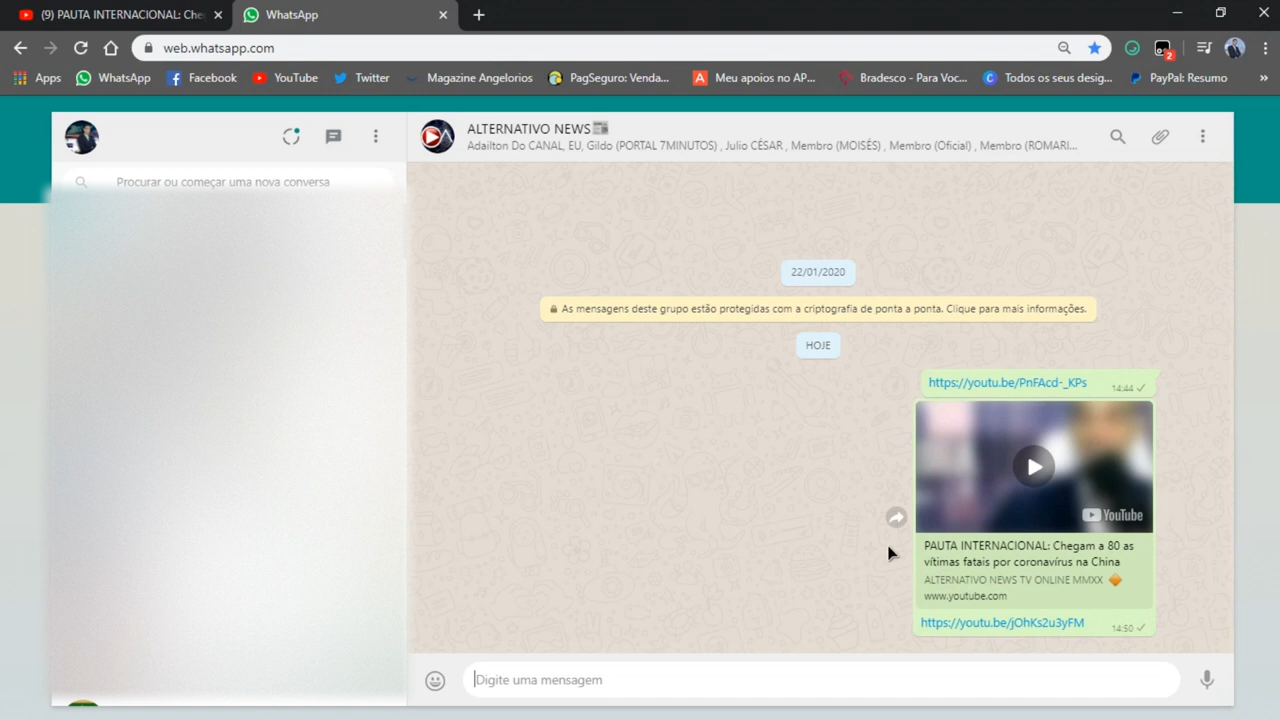 (9) PAUTA INTERNACIONAL: Che
WhatsApp
web.whatsapp.com
2
Apps
WhatsApp
Facebook
YouTube
Twitter
Magazine Angelorios
PagSeguro: Venda...
A Meu apoios no AP...
Bradesco - Para Voc...
C Todos os seus desig...
PayPal: Resumo
»
ALTERNATIVO NEWS
Adailton Do CANAL, EU, Gildo (PORTAL 7MINUTOS) , Julio CÉSAR , Membro (MOISÉS) , Membro (Oficial) , Membro (ROMARI...
Procurar ou começar uma nova conversa
22/01/2020
As mensagens deste grupo estão protegidas com a criptografia de ponta a ponta. Clique para mais informações.
HOJE
https://youtu.be/PnFAcd-_KPs
14:44
YouTube
PAUTA INTERNACIONAL: Chegam a 80 as
vítimas fatais por coronavírus na China
ALTERNATIVO NEWS TV ONLINE MMXX
www.youtube.com
https://youtu.be/jOhKs2u3yFM
14:50
Digite uma mensagem